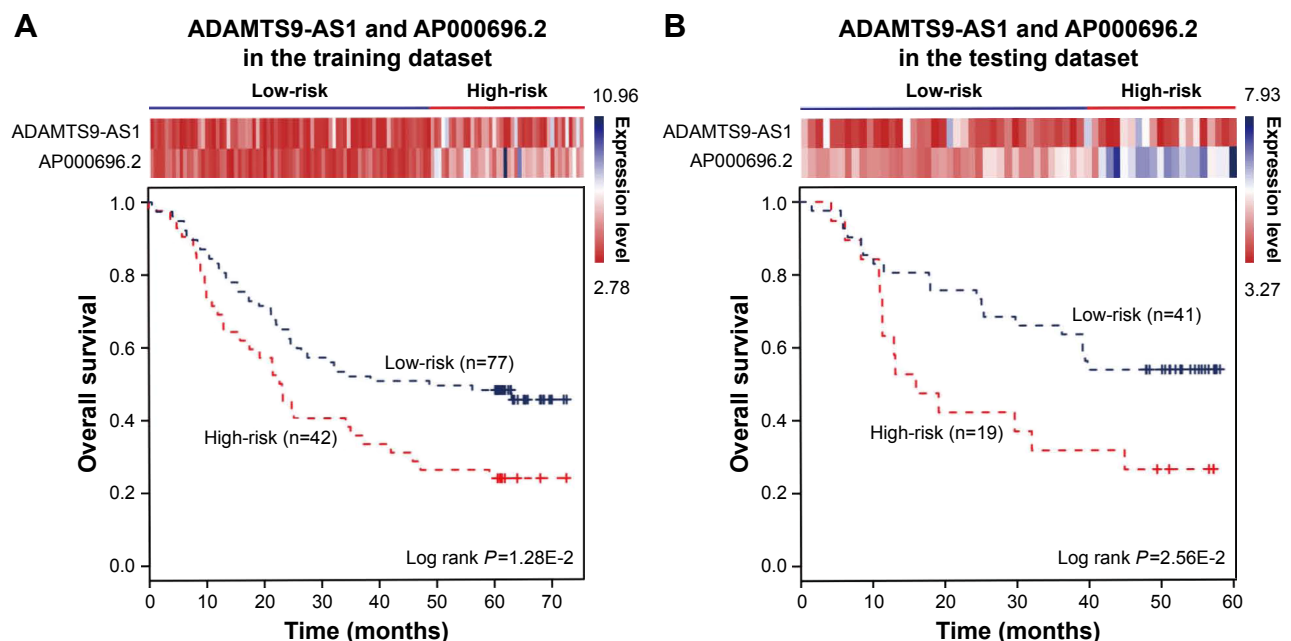 A
ADAMTS9-AS1 and AP000696.2
in the training dataset
Low-risk
High-risk
10.96
ADAMTS9-AS1
AP000696.2
Expression level
2.78
1.0
0.8
0.6
0.4
0.2
0.0
Overall survival
Low-risk (n=77)
High-risk (n=42)
Log rank P=1.28E-2
0 10 20 30 40 50 60 70
Time (months)
B
ADAMTS9-AS1 and AP000696.2
in the testing dataset
Low-risk
High-risk
7.93
ADAMTS9-AS1
AP000696.2
Expression level
3.27
1.0
0.8
0.6
0.4
0.2
0.0
Overall survival
Low-risk (n=41)
High-risk (n=19)
Log rank P=2.56E-2
0 10 20 30 40 50 60
Time (months)